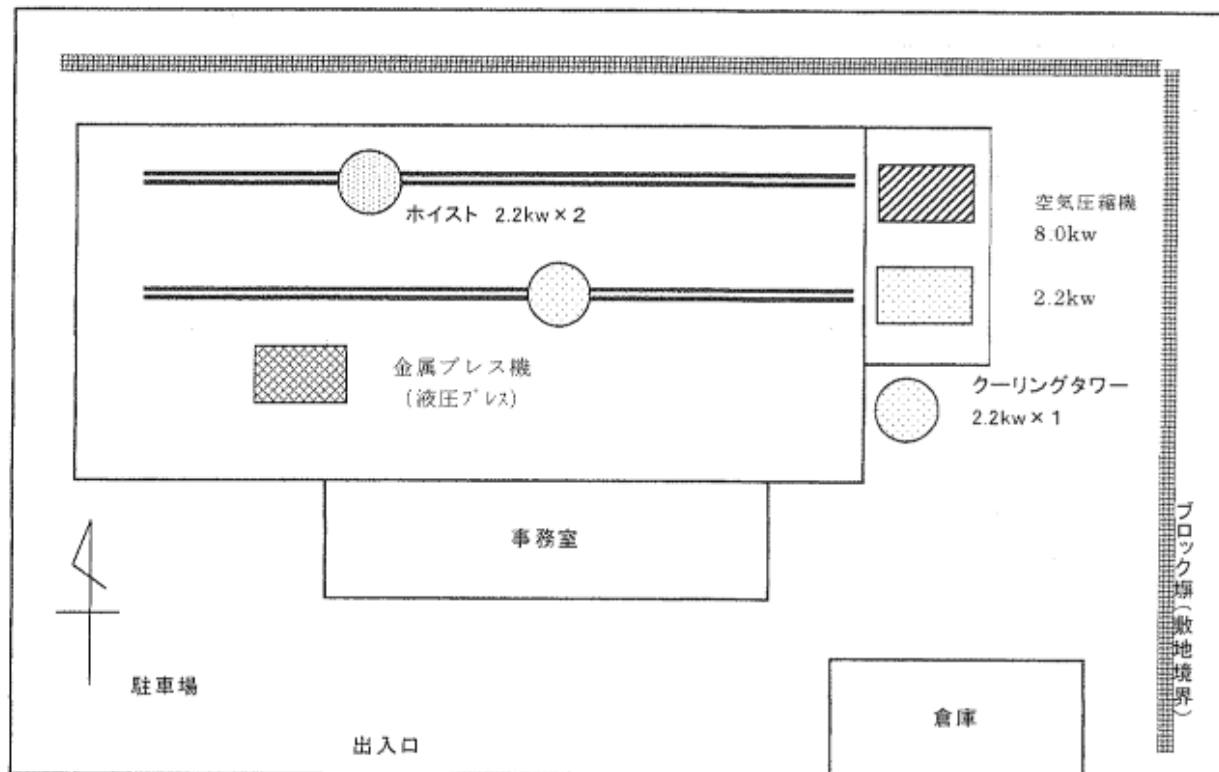 ホイスト 2.2kw×2
空気圧縮機
8.0kw
2.2kw
金属プレス機
(液圧プレス)
クーリングタワー
2.2kw×1
事務室
ブロック塀(敷地境界)
駐車場
倉庫
出入口